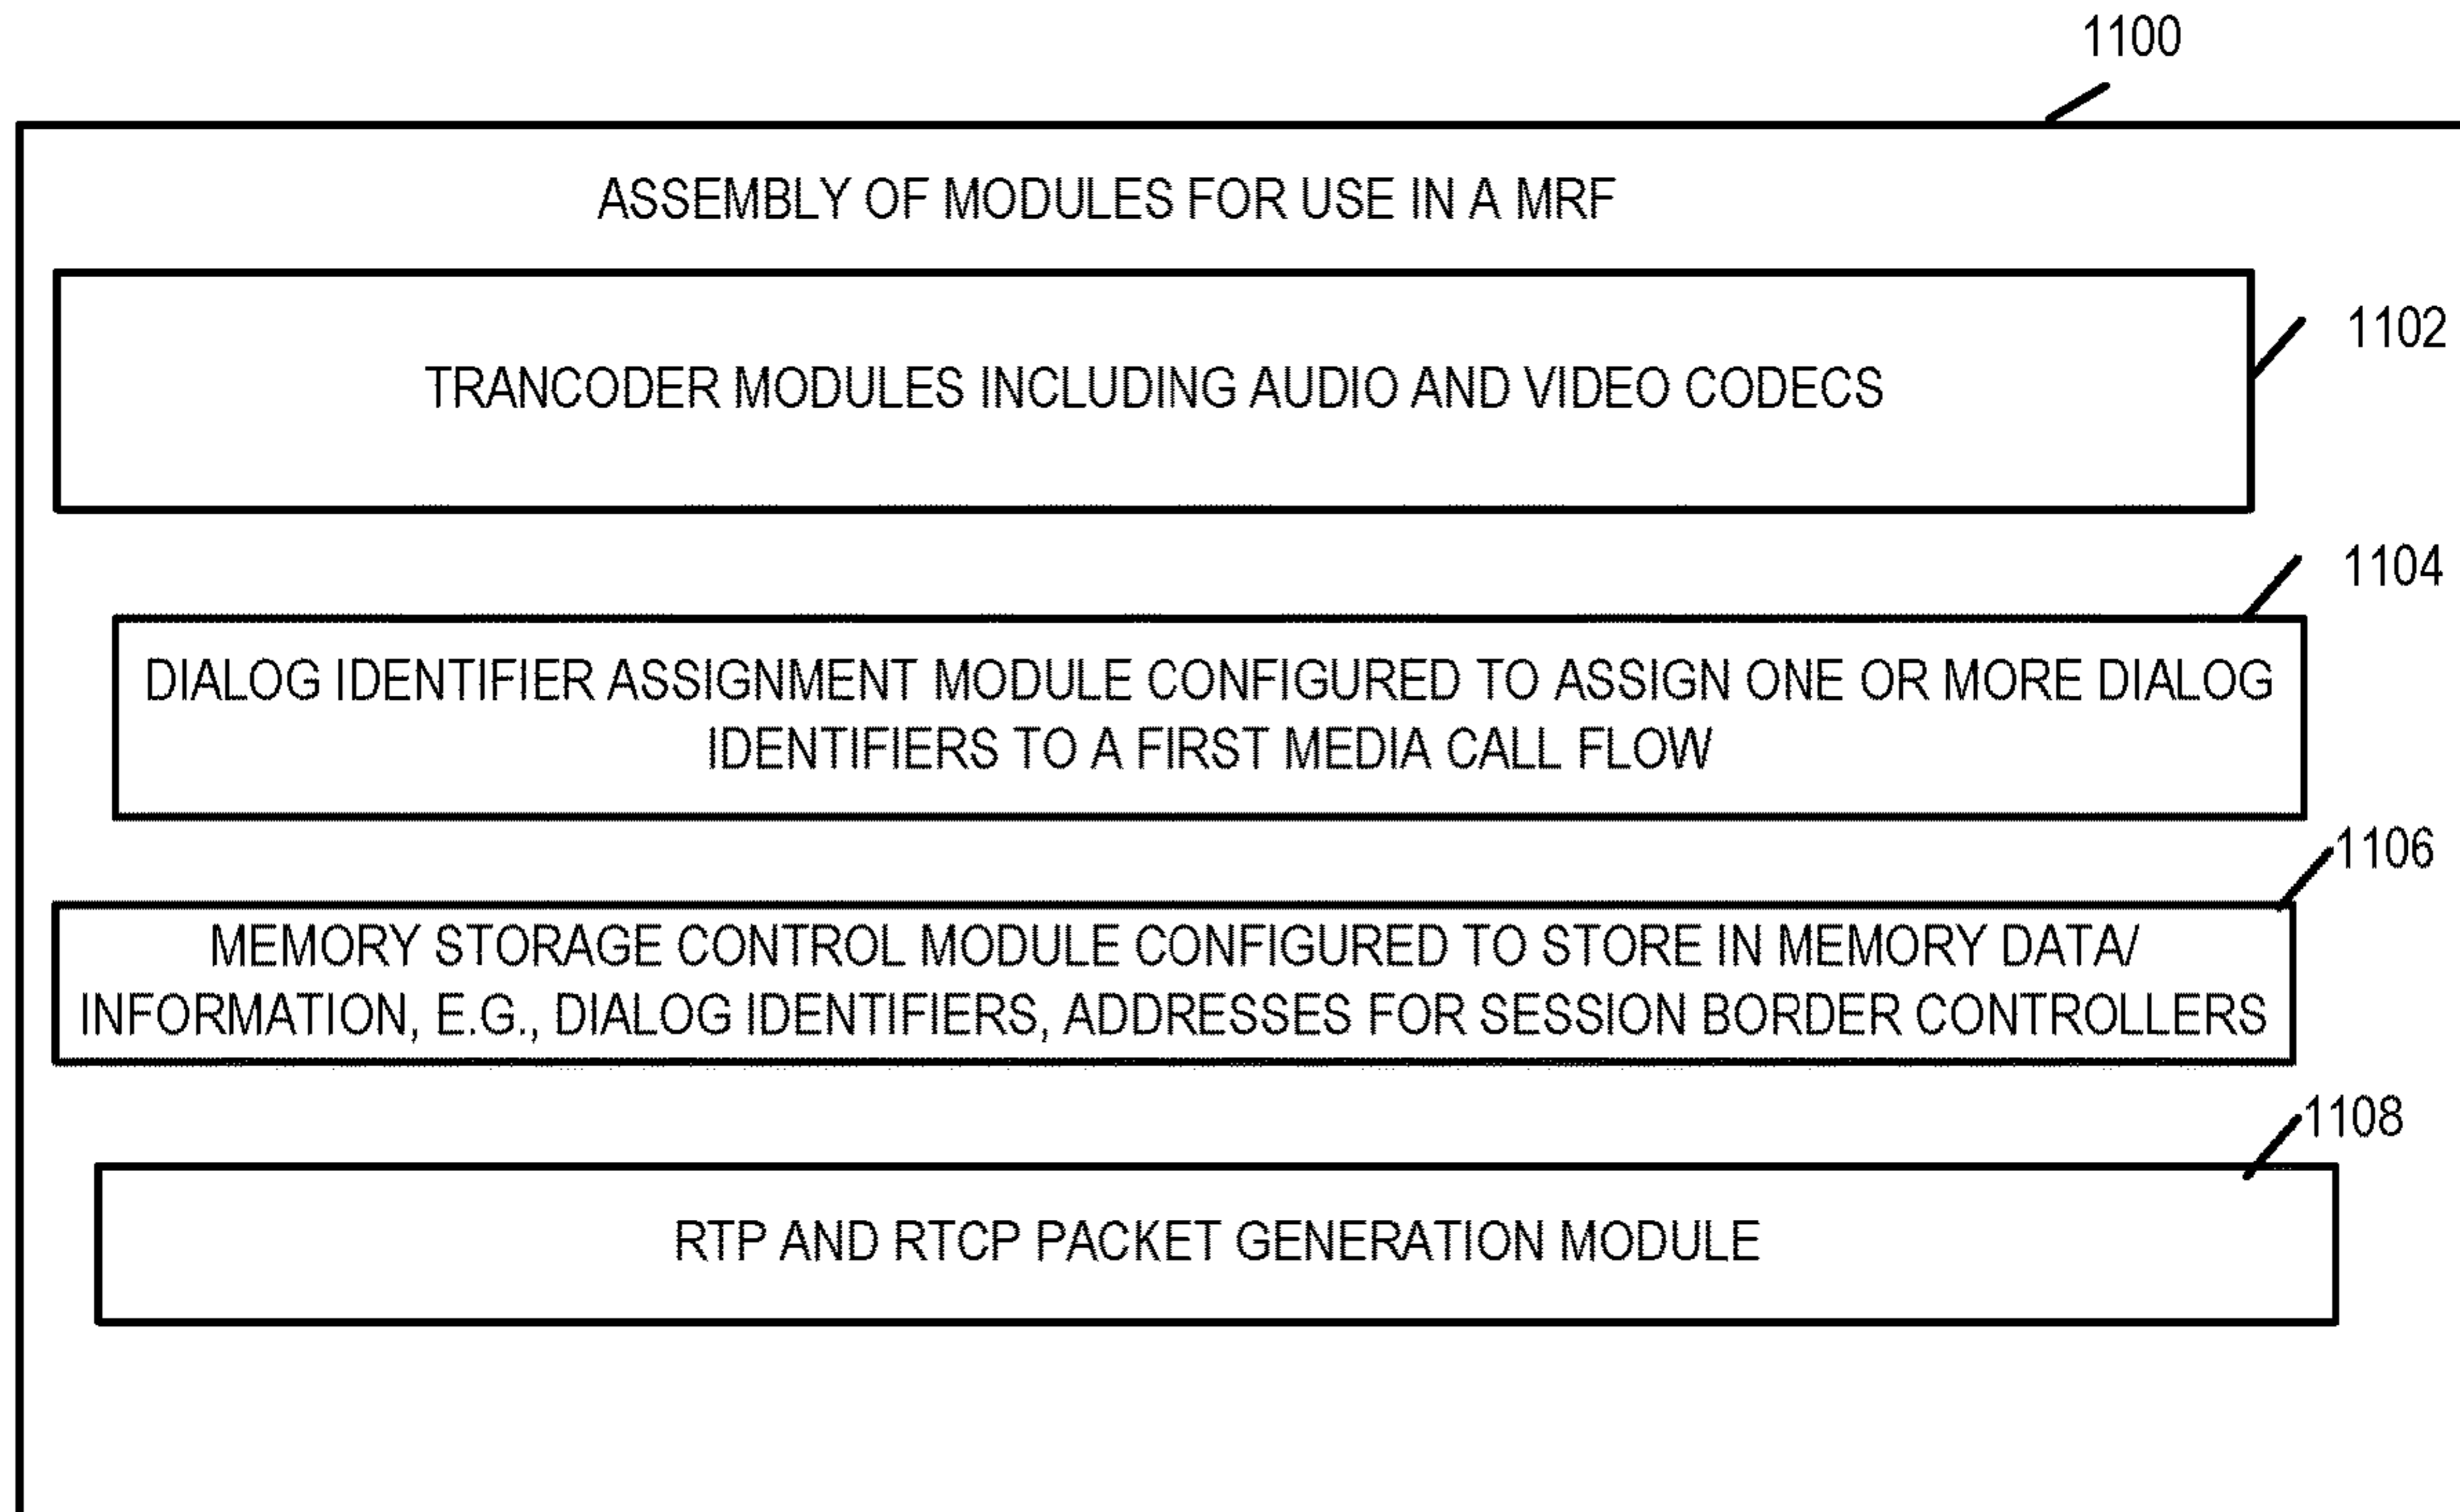 1100
ASSEMBLY OF MODULES FOR USE IN A MRF
1102
TRANCODER MODULES INCLUDING AUDIO AND VIDEO CODECS
1104
DIALOG IDENTIFIER ASSIGNMENT MODULE CONFIGURED TO ASSIGN ONE OR MORE DIALOG
IDENTIFIERS TO A FIRST MEDIA CALL FLOW
1106
MEMORY STORAGE CONTROL MODULE CONFIGURED TO STORE IN MEMORY DATA/
INFORMATION, E.G., DIALOG IDENTIFIERS, ADDRESSES FOR SESSION BORDER CONTROLLERS
1108
RTP AND RTCP PACKET GENERATION MODULE